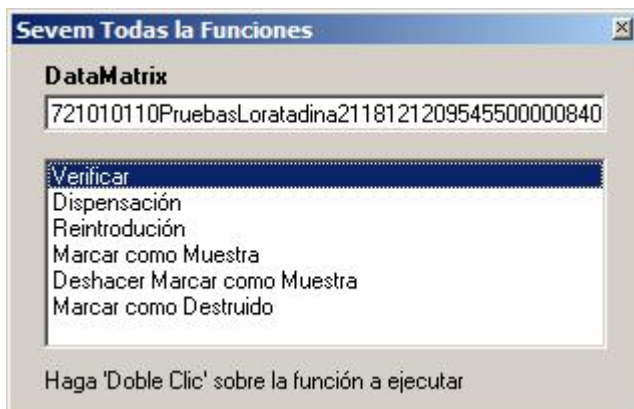 Sevem Todas la Funciones
DataMatrix
721010110PruebasLoratadina2118121209545500000840
Verificar
Dispensación
Reintrodución
Marcar como Muestra
Deshacer Marcar como Muestra
Marcar como Destruido
Haga 'Doble Clic' sobre la función a ejecutar